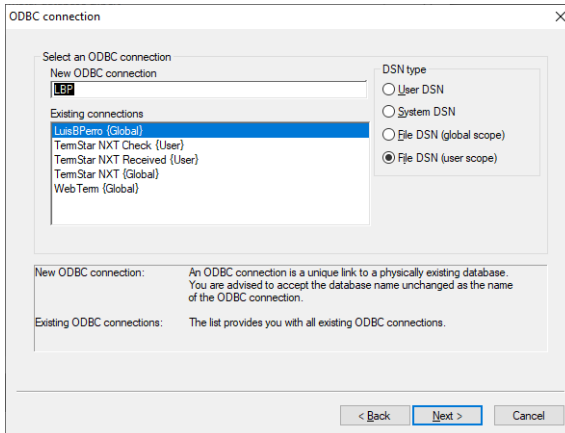 ODBC connection
Select an ODBC connection
New ODBC connection
LBP
Existing connections
LuisBPerro {Global}
TermStar NXT Check {User}
TermStar NXT Received {User}
TermStar NXT {Global}
WebTerm {Global}
DSN type
User DSN
System DSN
File DSN (global scope)
File DSN (user scope)
New ODBC connection: An ODBC connection is a unique link to a physically existing database.
You are advised to accept the database name unchanged as the name
of the ODBC connection.
Existing ODBC connections: The list provides you with all existing ODBC connections.
< Back Next > Cancel